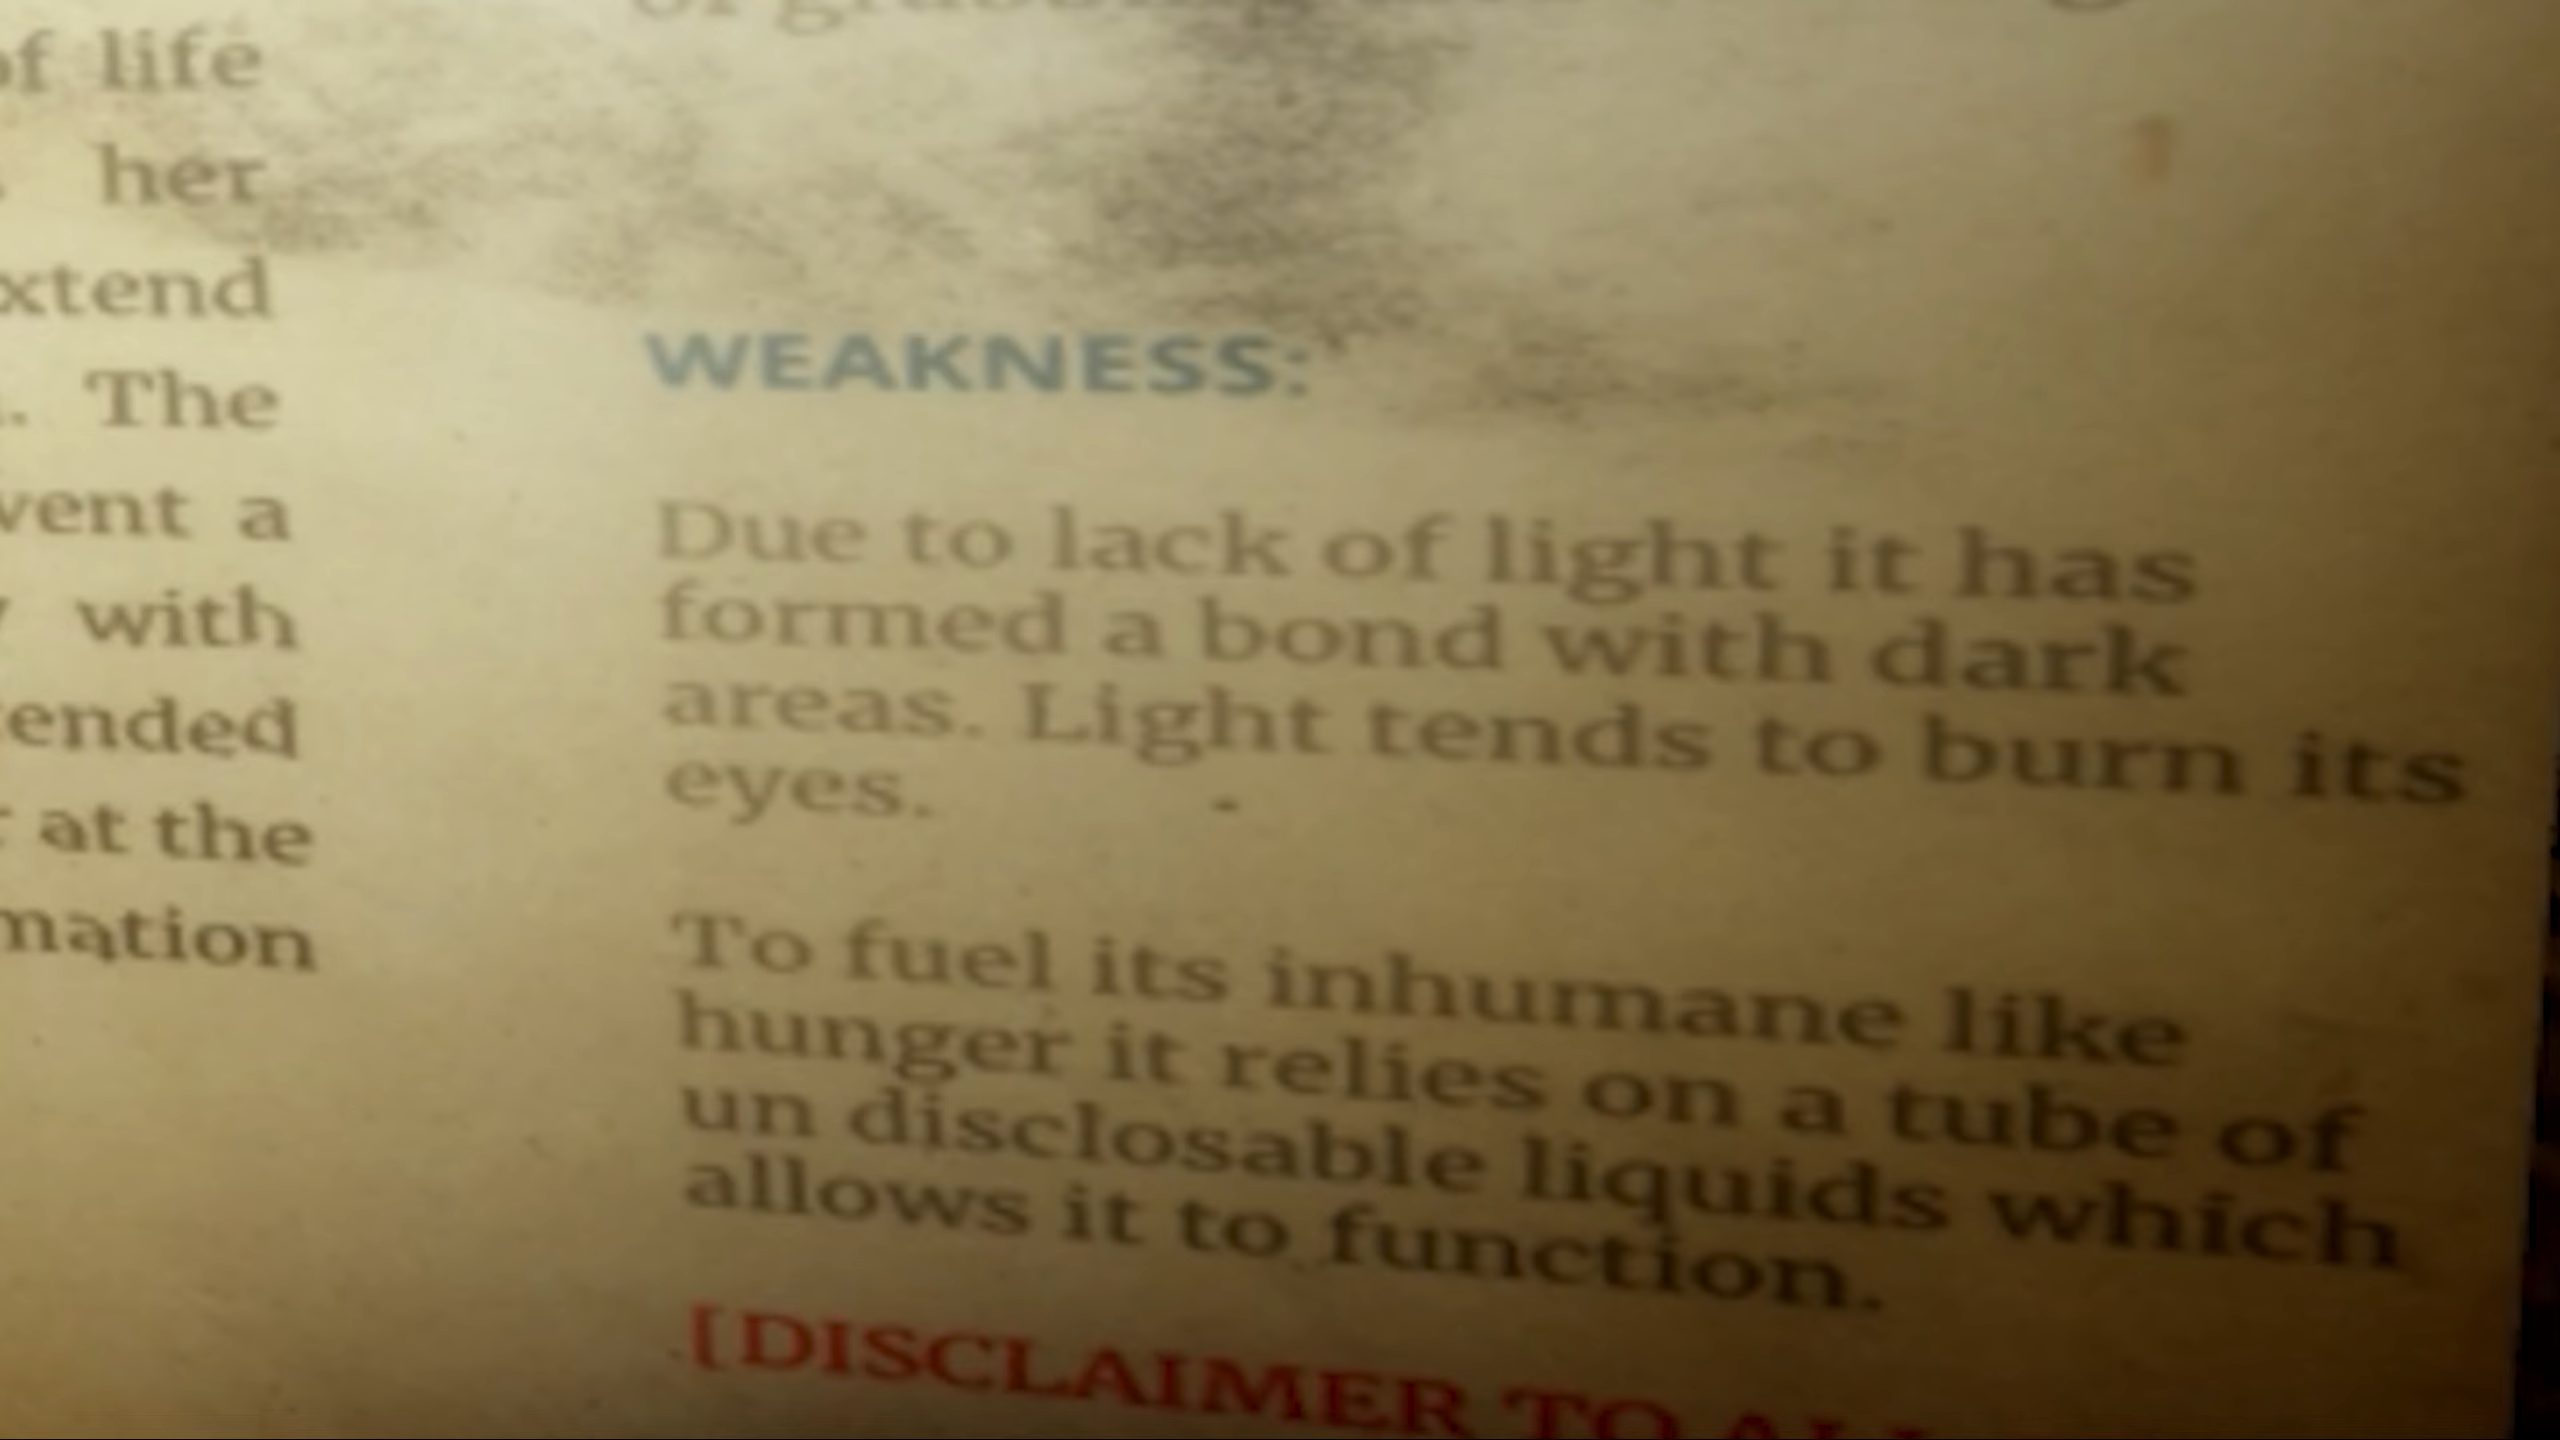 of life
her
xtend
The
vent a
with
ended
at the
mation
WEAKNESS:
Due to lack of light it has
formed a bond with dark
areas. Light tends to burn its
eyes.
To fuel its inhumane like
hunger it relies on a tube of
un disclosable liquids which
allows it to function.
[DISCLAIMER TO